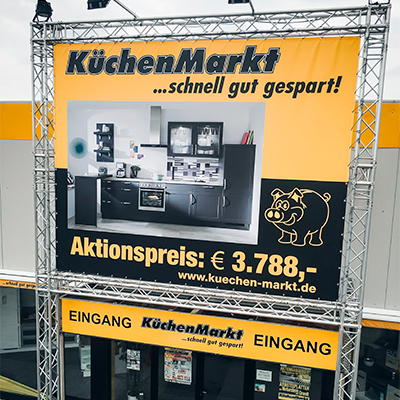 KüchenMarkt
...schnell gut gespart!
Aktionspreis: € 3.788,-
www.kuechen-markt.de
EINGANG KüchenMarkt EINGANG
...schnell gut gespart!